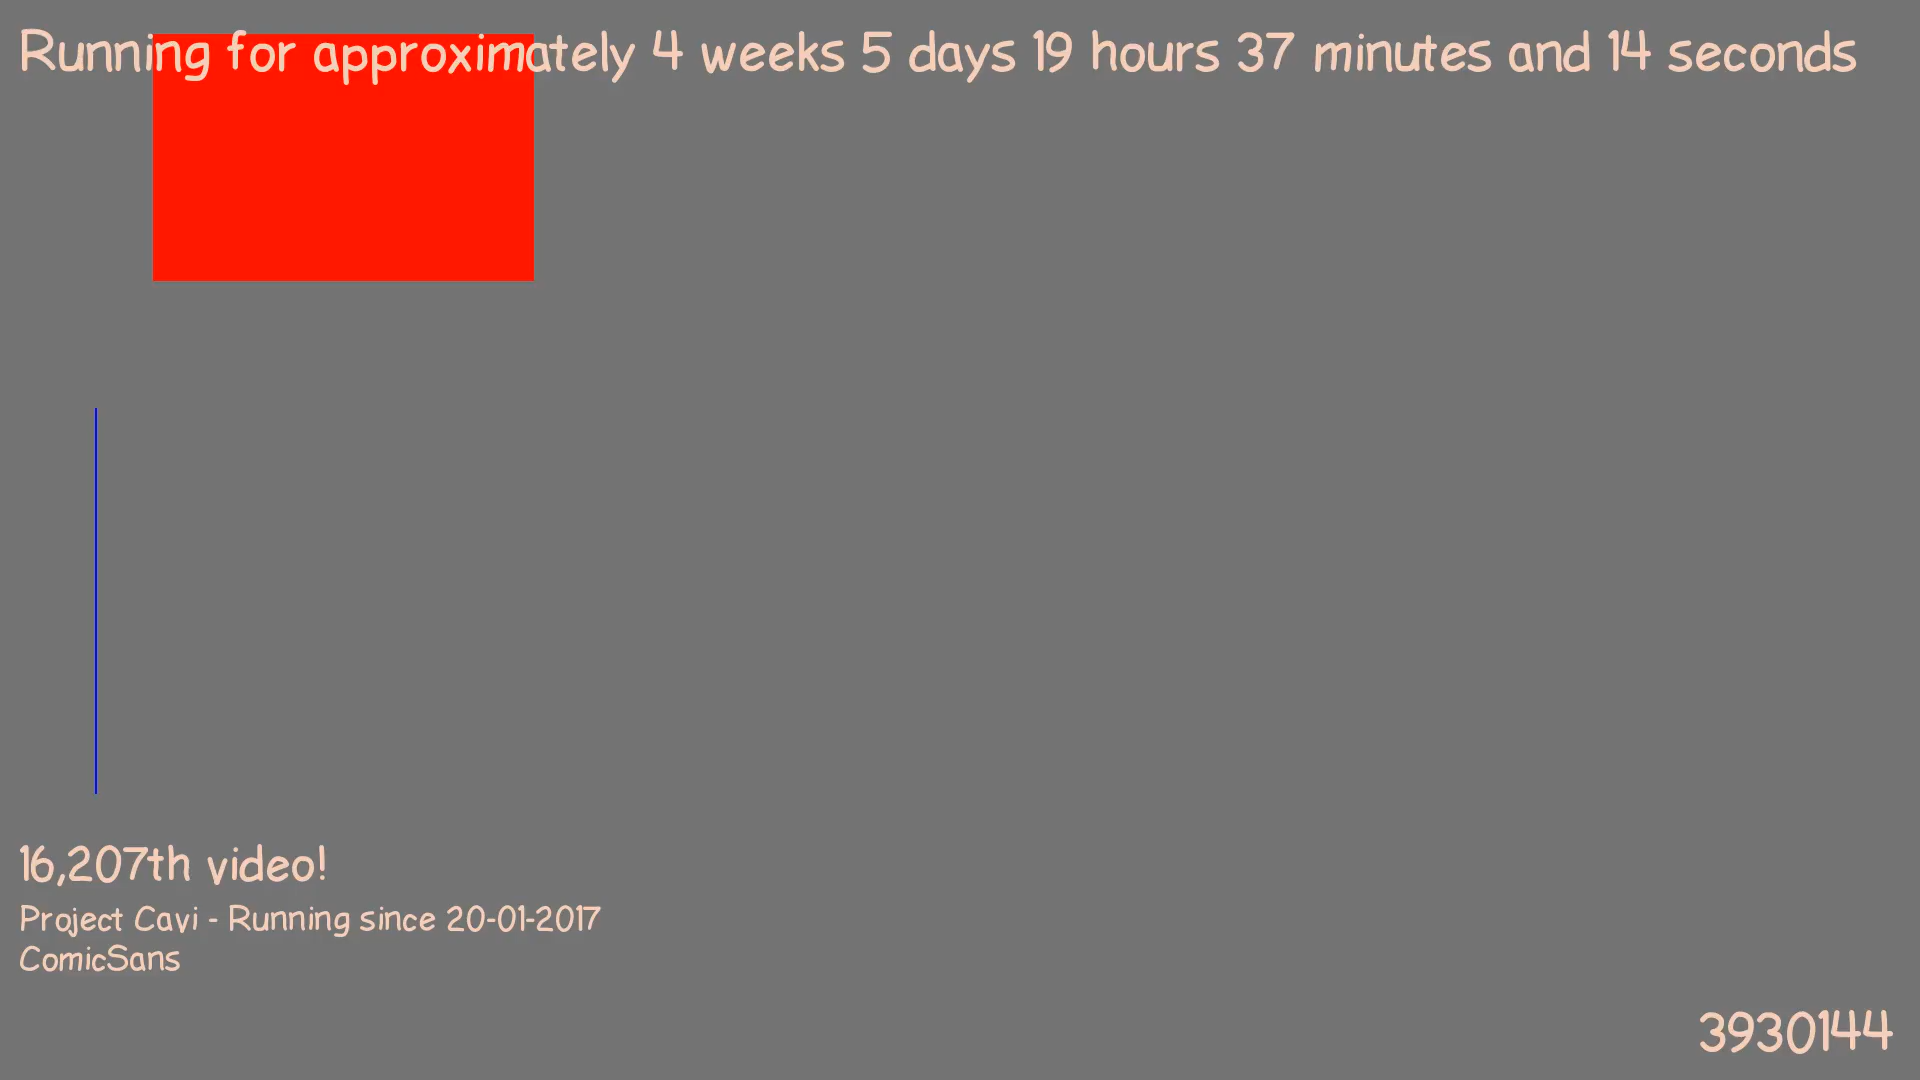 Running for approximately 4 weeks 5 days 19 hours 37 minutes and 14 seconds
16,207th video!
Project Cavi - Running since 20-01-2017
ComicSans
3930144